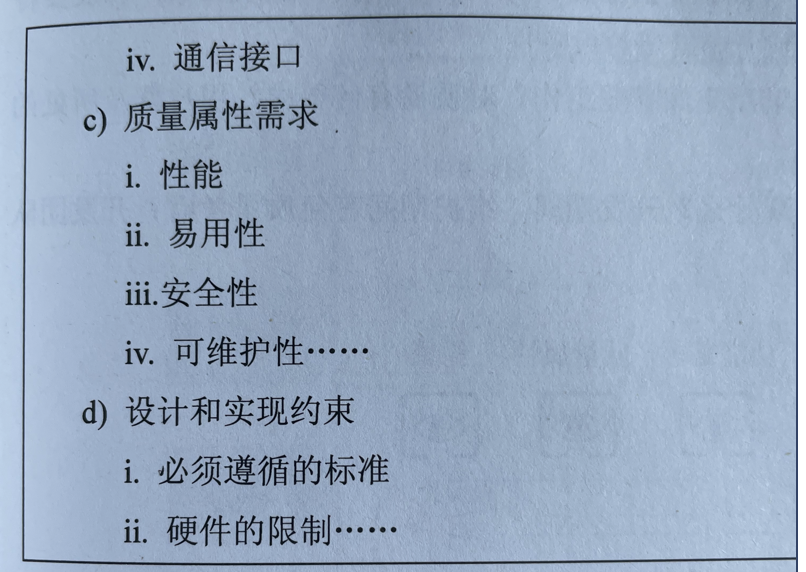 iv. 通信接口
c) 质量属性需求
i. 性能
ii. 易用性
iii.安全性
iv. 可维护性……
d) 设计和实现约束
i. 必须遵循的标准
ii. 硬件的限制……